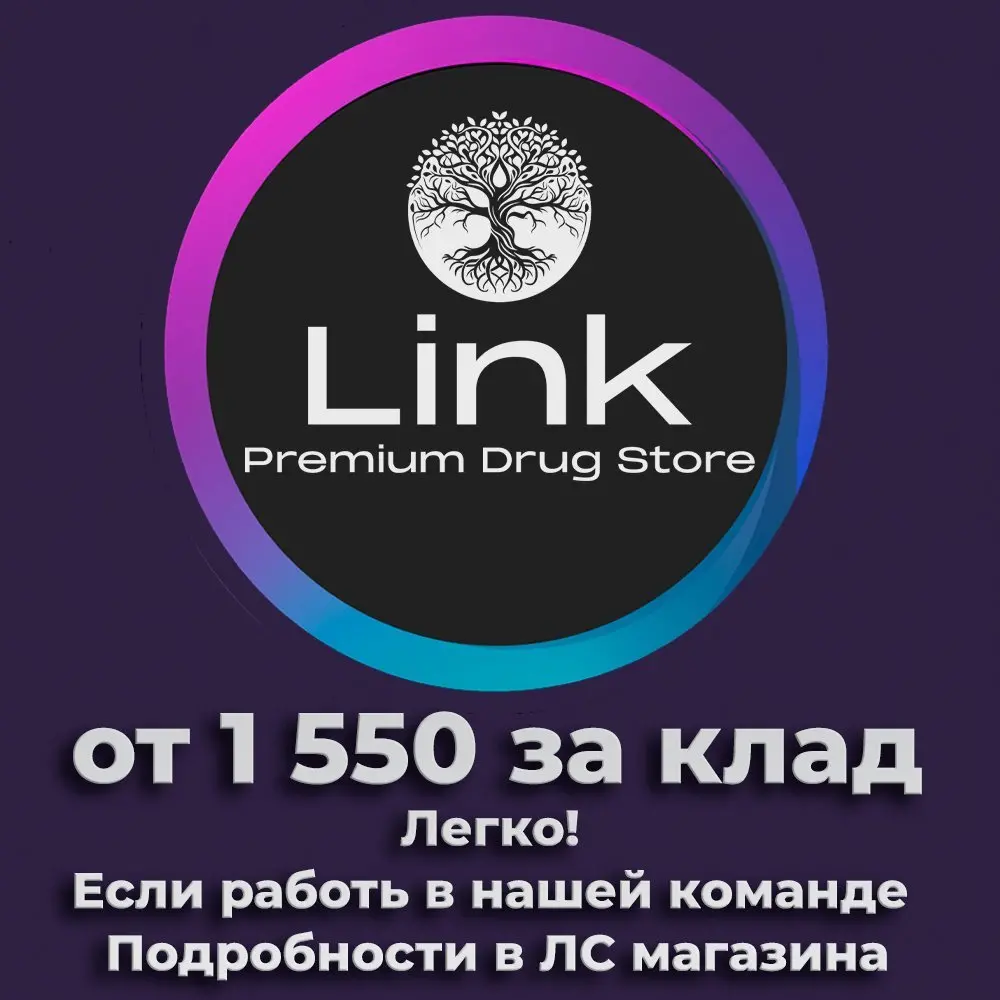 Link
Premium Drug Store
от 1 550 за клад
Легко!
Если работь в нашей команде
Подробности в ЛС магазина